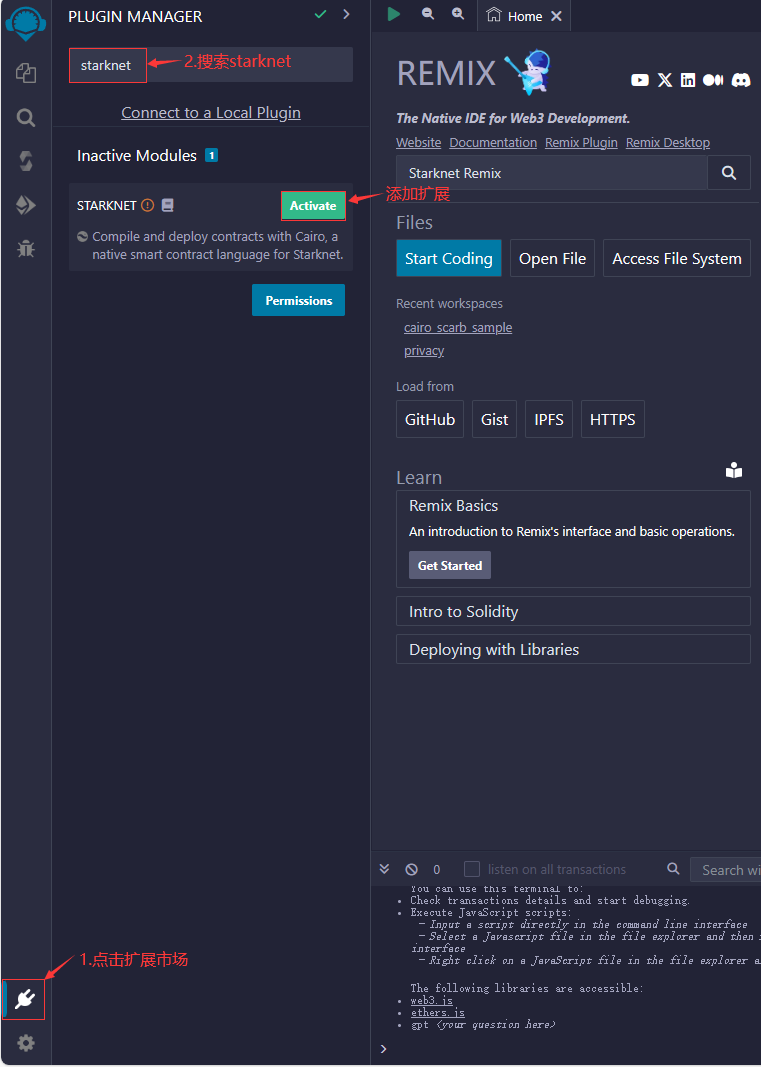 PLUGIN MANAGER
starknet
2.搜索starknet
Connect to a Local Plugin
Inactive Modules 1
STARKNET
Activate
添加扩展
Compile and deploy contracts with Cairo, a
native smart contract language for Starknet.
Permissions
1.点击扩展市场
Home
REMIX
The Native IDE for Web3 Development.
Website Documentation Remix Plugin Remix Desktop
Starknet Remix
Files
Start Coding Open File Access File System
Recent workspaces
cairo_scarb_sample
privacy
Load from
GitHub Gist IPFS HTTPS
Learn
Remix Basics
An introduction to Remix's interface and basic operations.
Get Started
Intro to Solidity
Deploying with Libraries
0 listen on all transactions Search wi
You can use this terminal to:
• Check transactions details and start debugging.
• Execute JavaScript scripts:
- Input a script directly in the command line interface
- Select a Javascript file in the file explorer and then
interface
- Right click on a JavaScript file in the file explorer a
The following libraries are accessible:
• web3.js
• ethers.js
• gpt <your question here>
>